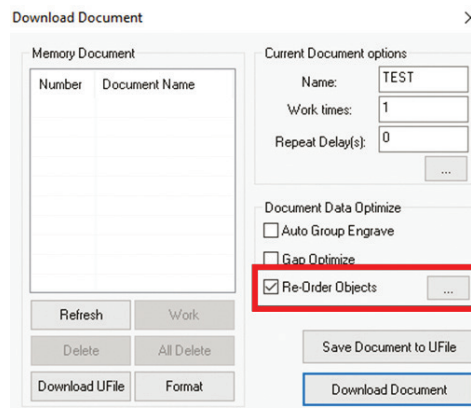 Download Document
Memory Document
Number Document Name
Refresh Work
Delete All Delete
Download UFile Format
Current Document options
Name: TEST
Work times: 1
Repeat Delay(s): 0
...
Document Data Optimize
Auto Group Engrave
Gap Optimize
Re-Order Objects ...
Save Document to UFile
Download Document